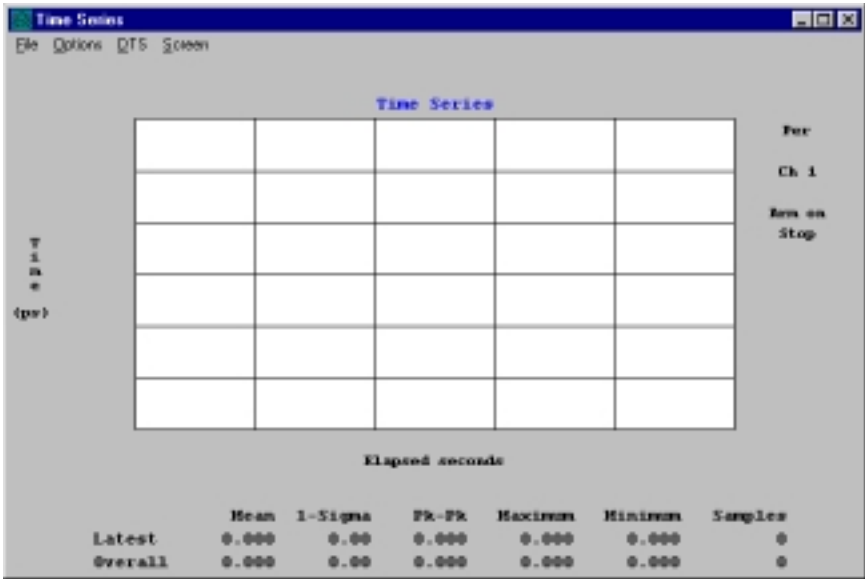 Time Series
File Options DTS Screen
Time Series
Per
Ch 1
Arm on
Stop
Time
(ps)
Elapsed seconds
Mean 1-Sigma Pk-Pk Maximum Minimum Samples
Latest 0.000 0.00 0.000 0.000 0.000 0
Overall 0.000 0.00 0.000 0.000 0.000 0